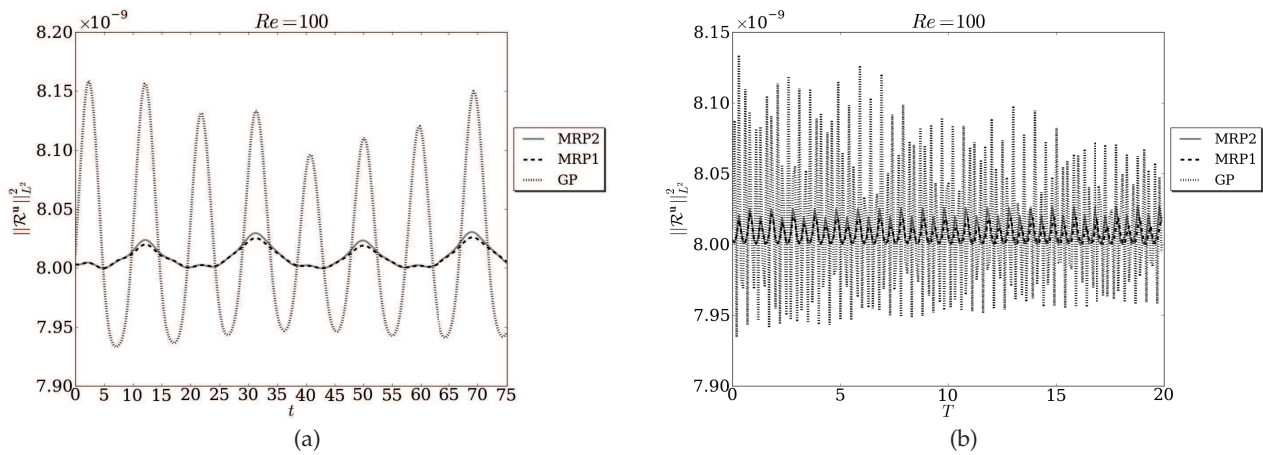 ×10⁻⁹
Re=100
8.20
8.15
8.10
8.05
8.00
7.95
7.90
||ℛᵘ||²_{L²}
0 5 10 15 20 25 30 35 40 45 50 55 60 65 70 75
t
MRP2
MRP1
GP
(a)
×10⁻⁹
Re=100
8.15
8.10
8.05
8.00
7.95
7.90
||ℛᵘ||²_{L²}
0 5 10 15 20
T
MRP2
MRP1
GP
(b)